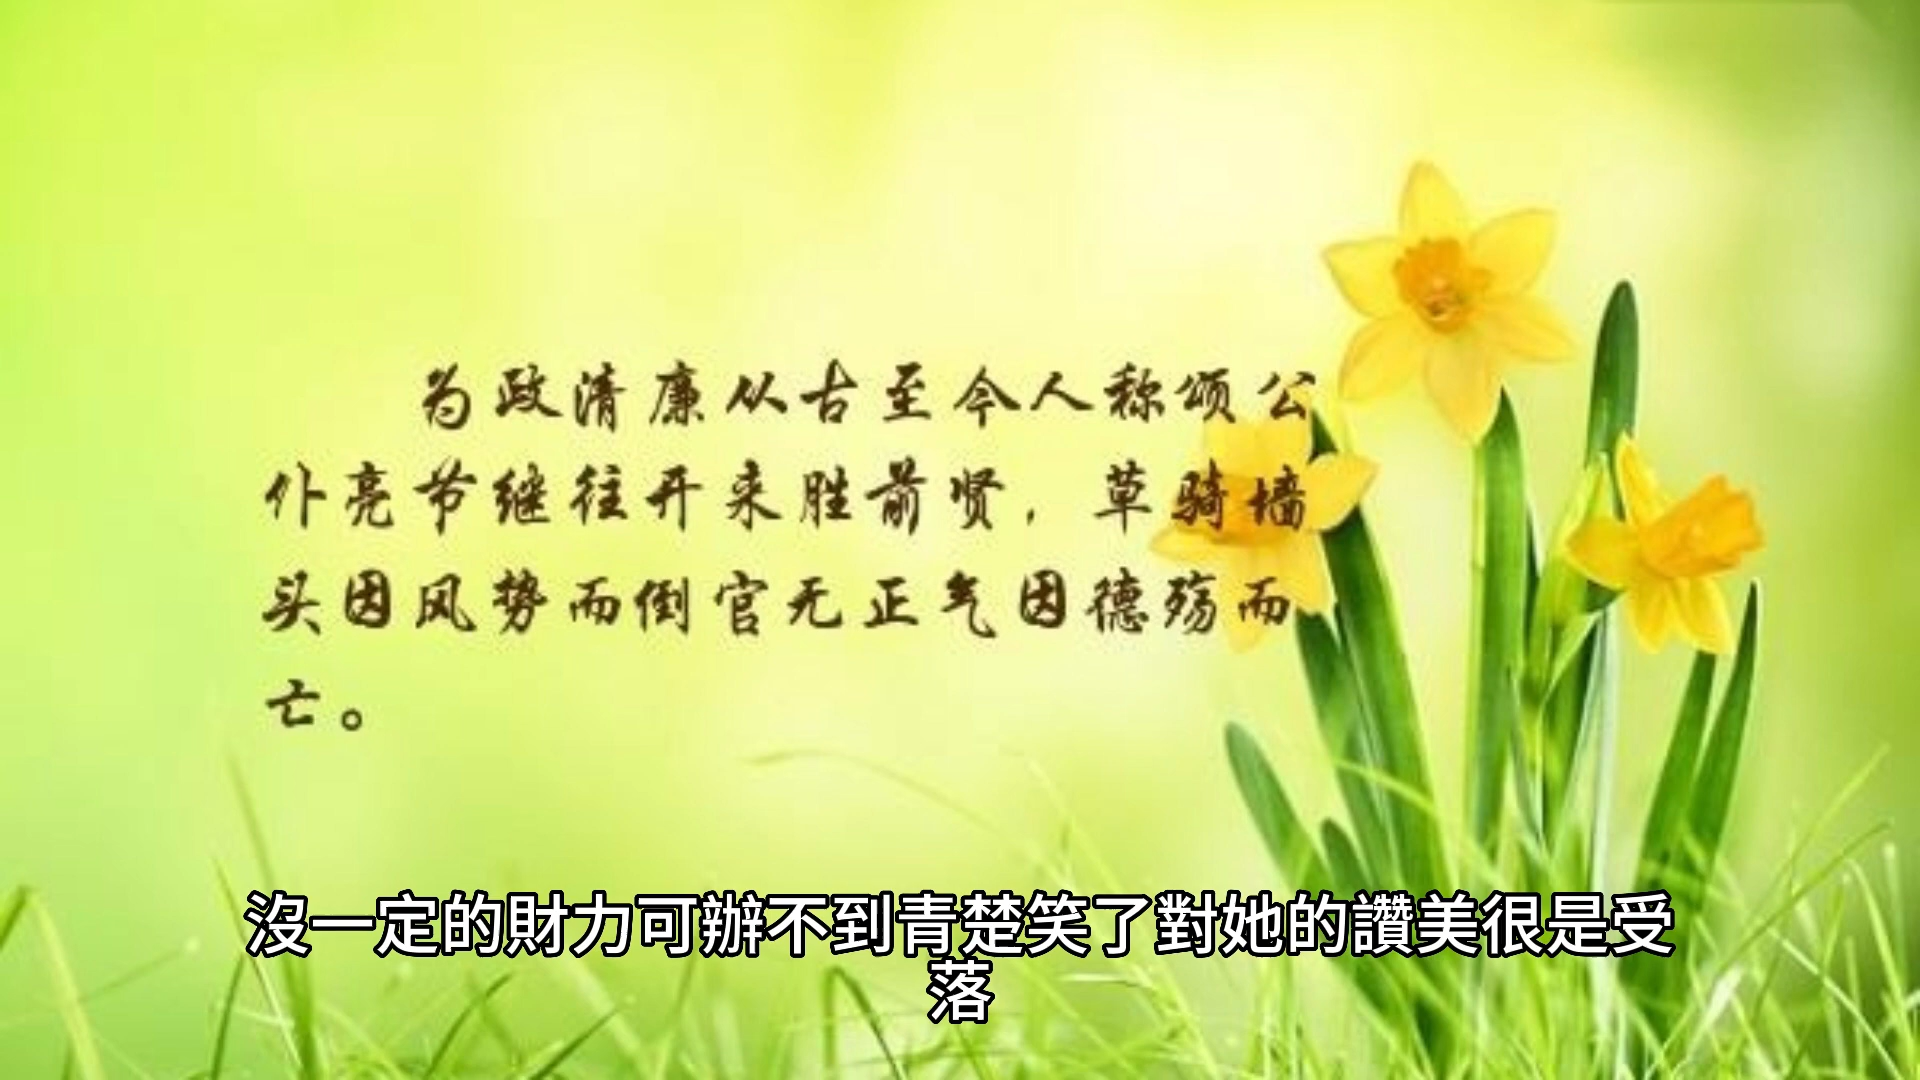 为政清廉从古至今人称颂公
仆亮节继往开来胜前贤，草骑墙
头因风势而倒官无正气因德殇而
亡。
沒一定的財力可辦不到青楚笑了對她的讚美很是受
落